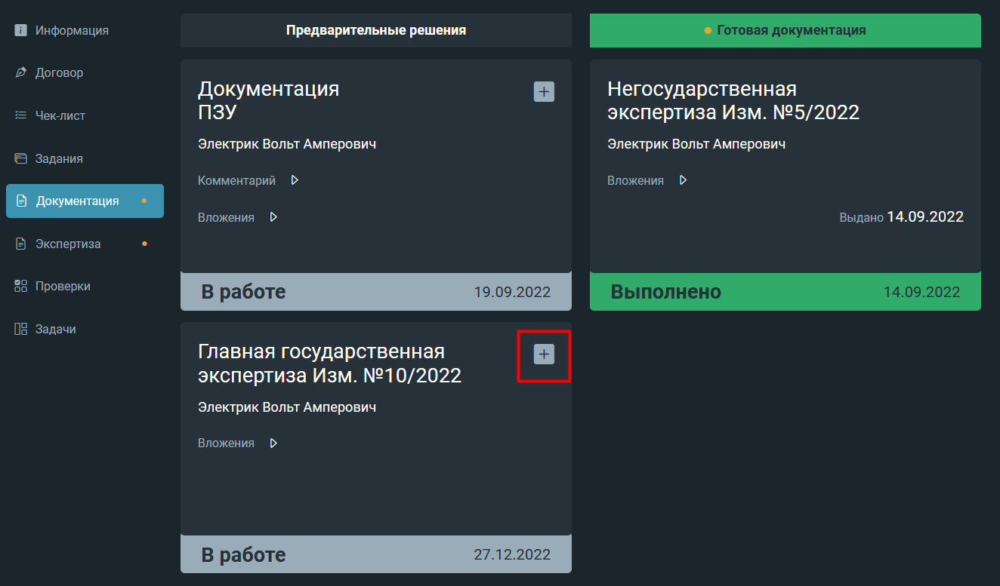 Информация
Договор
Чек-лист
Задания
Документация
Экспертиза
Проверки
Задачи
Предварительные решения
Документация
ПЗУ
Электрик Вольт Амперович
Комментарий
Вложения
В работе 19.09.2022
Главная государственная
экспертиза Изм. №10/2022
Электрик Вольт Амперович
Вложения
В работе 27.12.2022
Готовая документация
Негосударственная
экспертиза Изм. №5/2022
Электрик Вольт Амперович
Вложения
Выдано 14.09.2022
Выполнено 14.09.2022